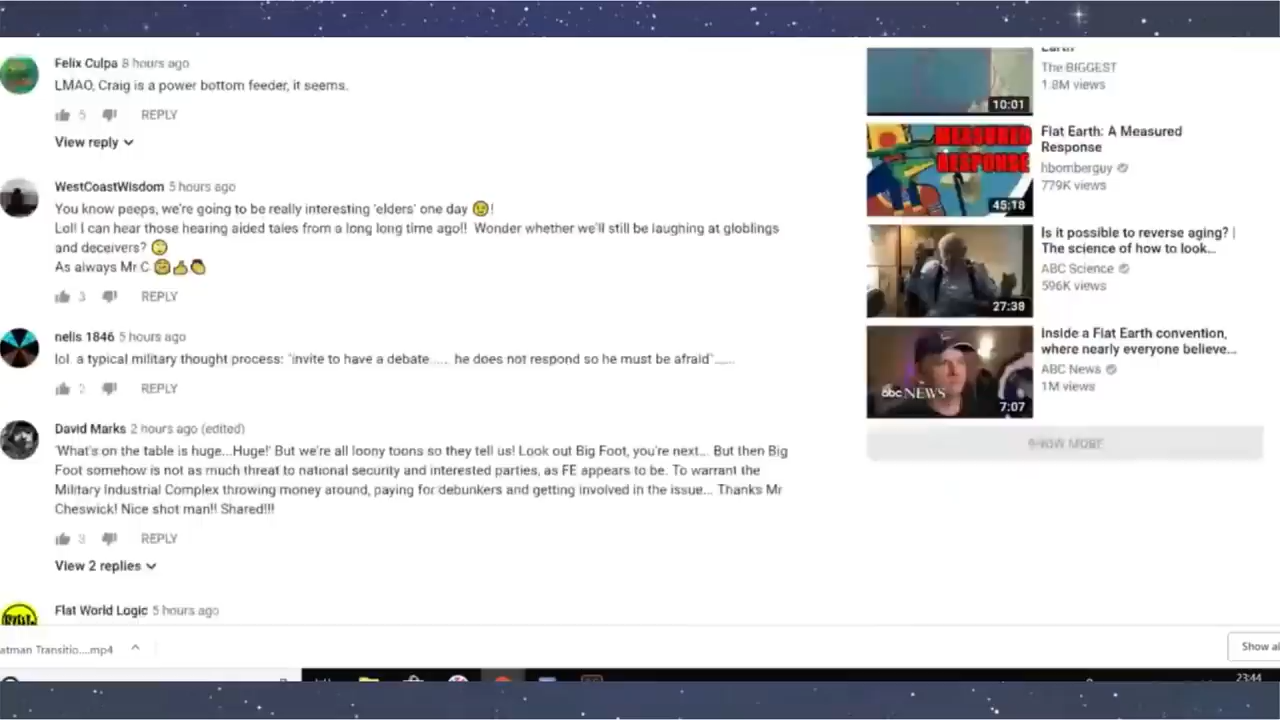 Felix Culpa 8 hours ago
LMAO, Craig is a power bottom feeder, it seems.
5 REPLY
View reply
WestCoastWisdom 5 hours ago
You know peeps, we're going to be really interesting 'elders' one day 😉!
Lol! I can hear those hearing aided tales from a long long time ago!! Wonder whether we'll still be laughing at globlings
and deceivers?
As always Mr C
3 REPLY
nelis 1846 5 hours ago
lol. a typical military thought process: "invite to have a debate..... he does not respond so he must be afraid"......
2 REPLY
David Marks 2 hours ago (edited)
'What's on the table is huge...Huge!' But we're all loony toons so they tell us! Look out Big Foot, you're next... But then Big
Foot somehow is not as much threat to national security and interested parties, as FE appears to be. To warrant the
Military Industrial Complex throwing money around, paying for debunkers and getting involved in the issue... Thanks Mr
Cheswick! Nice shot man!! Shared!!!
3 REPLY
View 2 replies
Flat World Logic 5 hours ago
Earth
The BIGGEST
1.8M views
10:01
MEASURED
RESPONSE
45:18
Flat Earth: A Measured
Response
hbomberguy
779K views
27:38
Is it possible to reverse aging? |
The science of how to look...
ABC Science
596K views
abc NEWS
7:07
Inside a Flat Earth convention,
where nearly everyone believe...
ABC News
1M views
SHOW MORE
atman Transitio....mp4
Show al
23:44